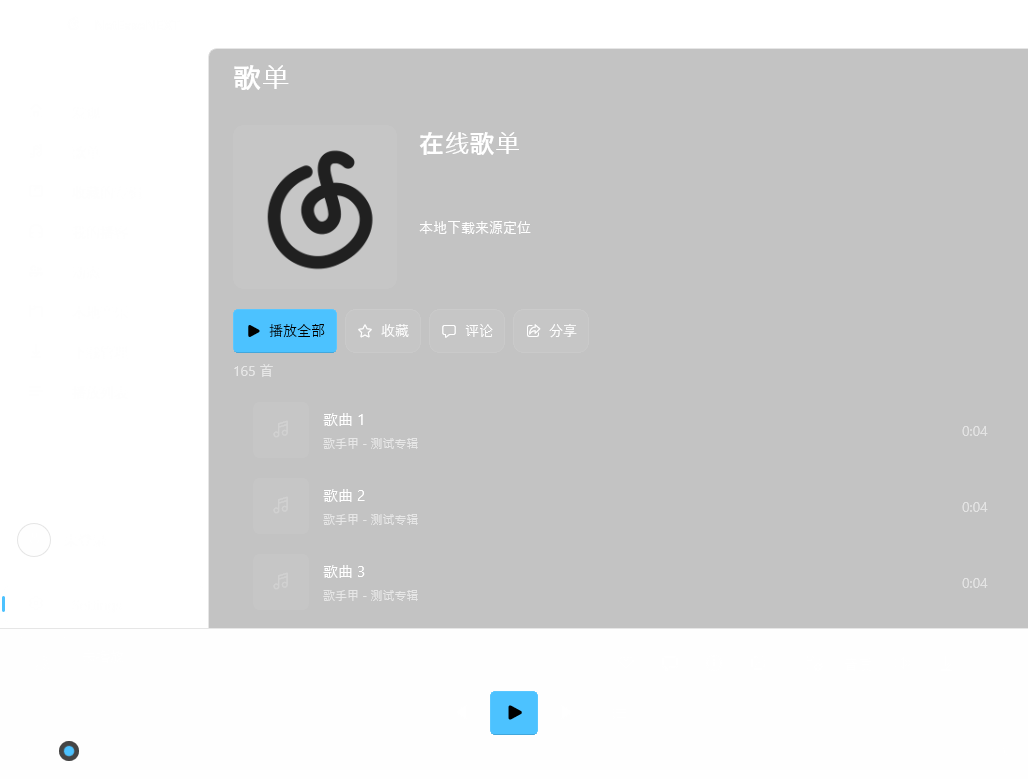 歌单
在线歌单
本地下载来源定位
播放全部 收藏 评论 分享
165 首
歌曲 1
歌手甲 - 测试专辑
0:04
歌曲 2
歌手甲 - 测试专辑
0:04
歌曲 3
歌手甲 - 测试专辑
0:04